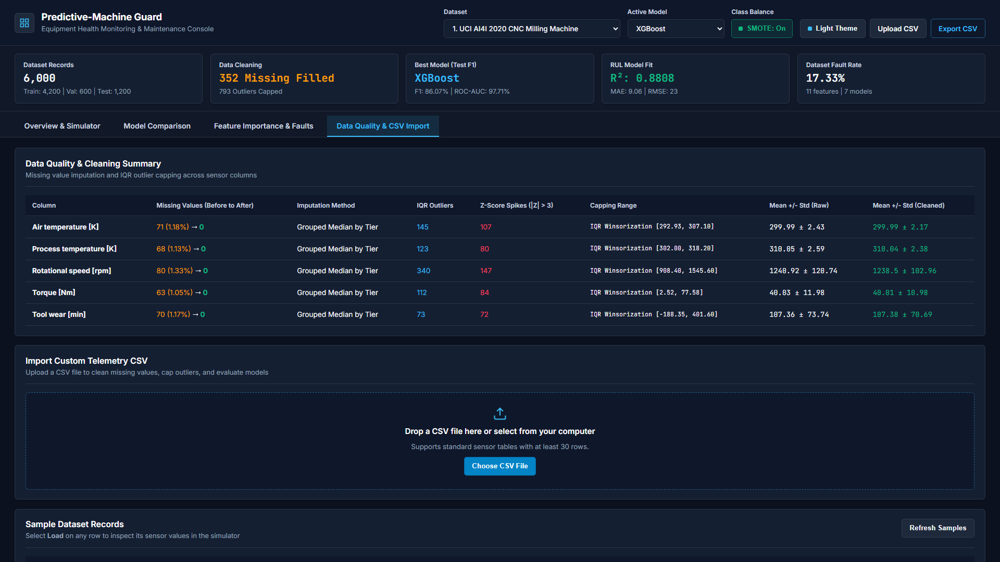 Predictive-Machine Guard
Equipment Health Monitoring & Maintenance Console
Dataset
1. UCI AI4I 2020 CNC Milling Machine
Active Model
XGBoost
Class Balance
SMOTE: On
Light Theme
Upload CSV
Export CSV
Dataset Records
6,000
Train: 4,200 | Val: 600 | Test: 1,200
Data Cleaning
352 Missing Filled
793 Outliers Capped
Best Model (Test F1)
XGBoost
F1: 86.07% | ROC-AUC: 97.71%
RUL Model Fit
R²: 0.8808
MAE: 9.06 | RMSE: 23
Dataset Fault Rate
17.33%
11 features | 7 models
Overview & Simulator
Model Comparison
Feature Importance & Faults
Data Quality & CSV Import
Data Quality & Cleaning Summary
Missing value imputation and IQR outlier capping across sensor columns
Column Missing Values (Before to After) Imputation Method IQR Outliers Z-Score Spikes (|Z| > 3) Capping Range Mean +/- Std (Raw) Mean +/- Std (Cleaned)
Air temperature [K] 71 (1.18%) → 0 Grouped Median by Tier 145 107 IQR Winsorization [292.93, 307.10] 299.99 ± 2.43 299.99 ± 2.17
Process temperature [K] 68 (1.13%) → 0 Grouped Median by Tier 123 80 IQR Winsorization [302.00, 318.20] 310.05 ± 2.59 310.04 ± 2.38
Rotational speed [rpm] 80 (1.33%) → 0 Grouped Median by Tier 340 147 IQR Winsorization [908.40, 1545.60] 1240.92 ± 120.74 1238.5 ± 102.96
Torque [Nm] 63 (1.05%) → 0 Grouped Median by Tier 112 84 IQR Winsorization [2.52, 77.58] 40.03 ± 11.98 40.01 ± 10.98
Tool wear [min] 70 (1.17%) → 0 Grouped Median by Tier 73 72 IQR Winsorization [-188.35, 401.60] 107.36 ± 73.74 107.38 ± 70.69
Import Custom Telemetry CSV
Upload a CSV file to clean missing values, cap outliers, and evaluate models
Drop a CSV file here or select from your computer
Supports standard sensor tables with at least 30 rows.
Choose CSV File
Sample Dataset Records
Select Load on any row to inspect its sensor values in the simulator
Refresh Samples